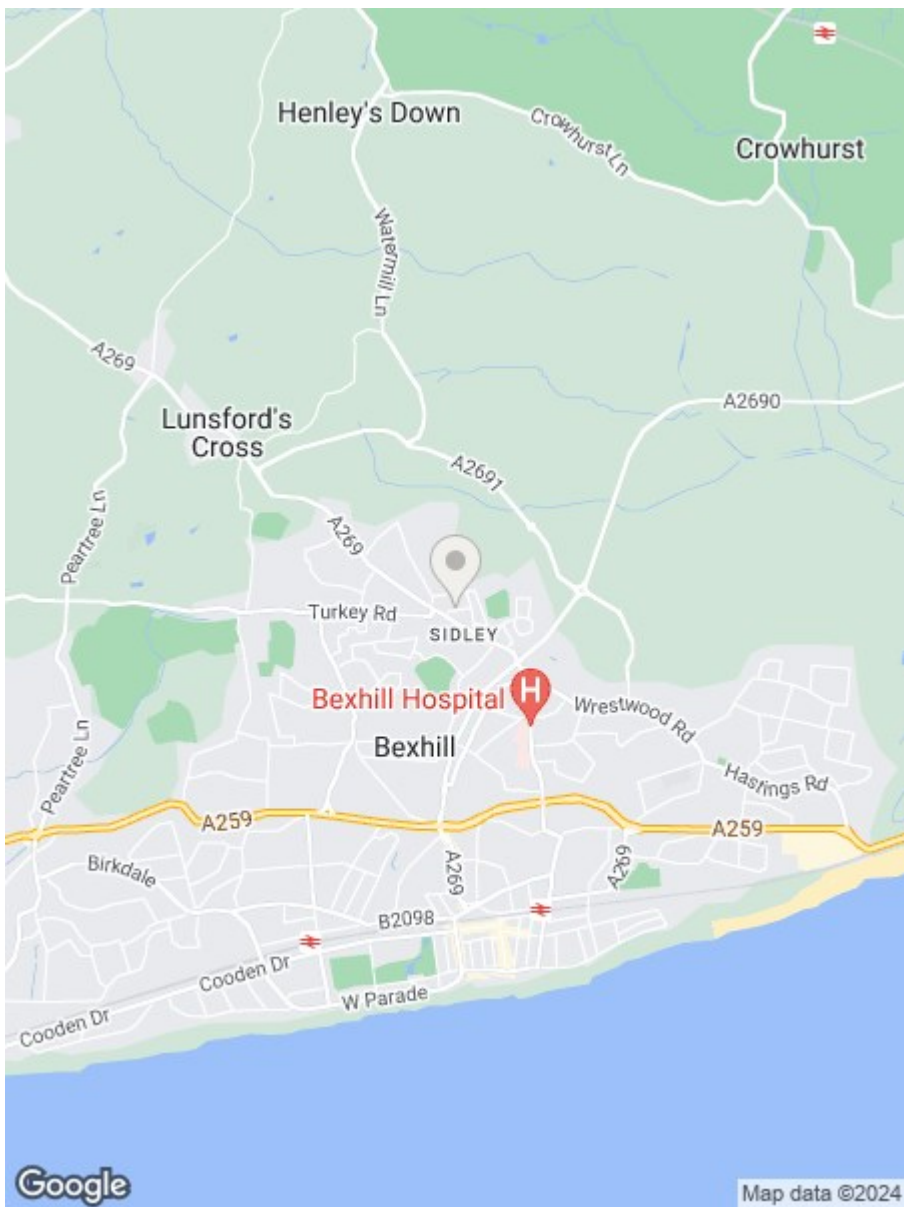 Henley's Down
Crowhurst Ln
Crowhurst
Watermill Ln
A269
A2690
Lunsford's
Cross
A2691
Peartree Ln
A269
Turkey Rd
SIDLEY
Bexhill Hospital
H
Wrestwood Rd
Bexhill
Peartree Ln
Hastings Rd
A259
A259
Birkdale
A269
A269
B2098
Cooden Dr
W Parade
Cooden Dr
Google
Map data ©2024